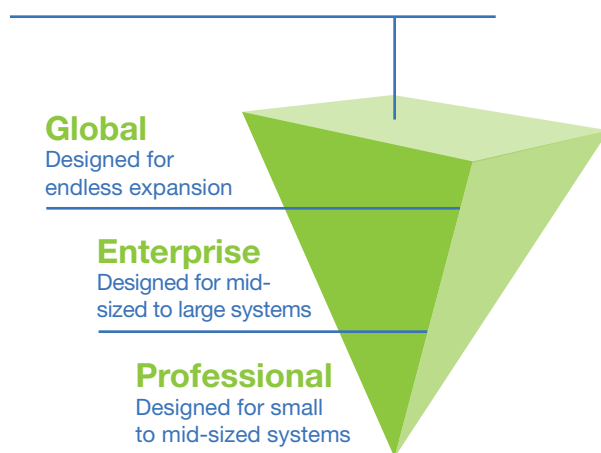 Global
Designed for
endless expansion
Enterprise
Designed for mid-
sized to large systems
Professional
Designed for small
to mid-sized systems